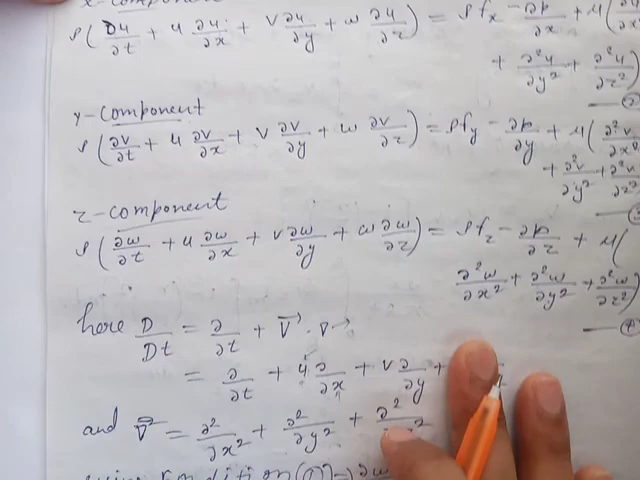 x-component
ρ(∂u/∂t + u ∂u/∂x + v ∂u/∂y + w ∂u/∂z) = ρfx - ∂p/∂x + μ(
+ ∂²u/∂y² + ∂²u/∂z²)
y-component
ρ(∂v/∂t + u ∂v/∂x + v ∂v/∂y + w ∂v/∂z) = ρfy - ∂p/∂y + μ(∂²v/∂x²
+ ∂²v/∂y² + ∂²v/∂z²)
z-component
ρ(∂w/∂t + u ∂w/∂x + v ∂w/∂y + w ∂w/∂z) = ρfz - ∂p/∂z + μ(
∂²w/∂x² + ∂²w/∂y² + ∂²w/∂z²)
—④
here D/Dt = ∂/∂t + V⃗ · ∇⃗
= ∂/∂t + u ∂/∂x + v ∂/∂y +
and ∇⃗² = ∂²/∂x² + ∂²/∂y² + ∂²/